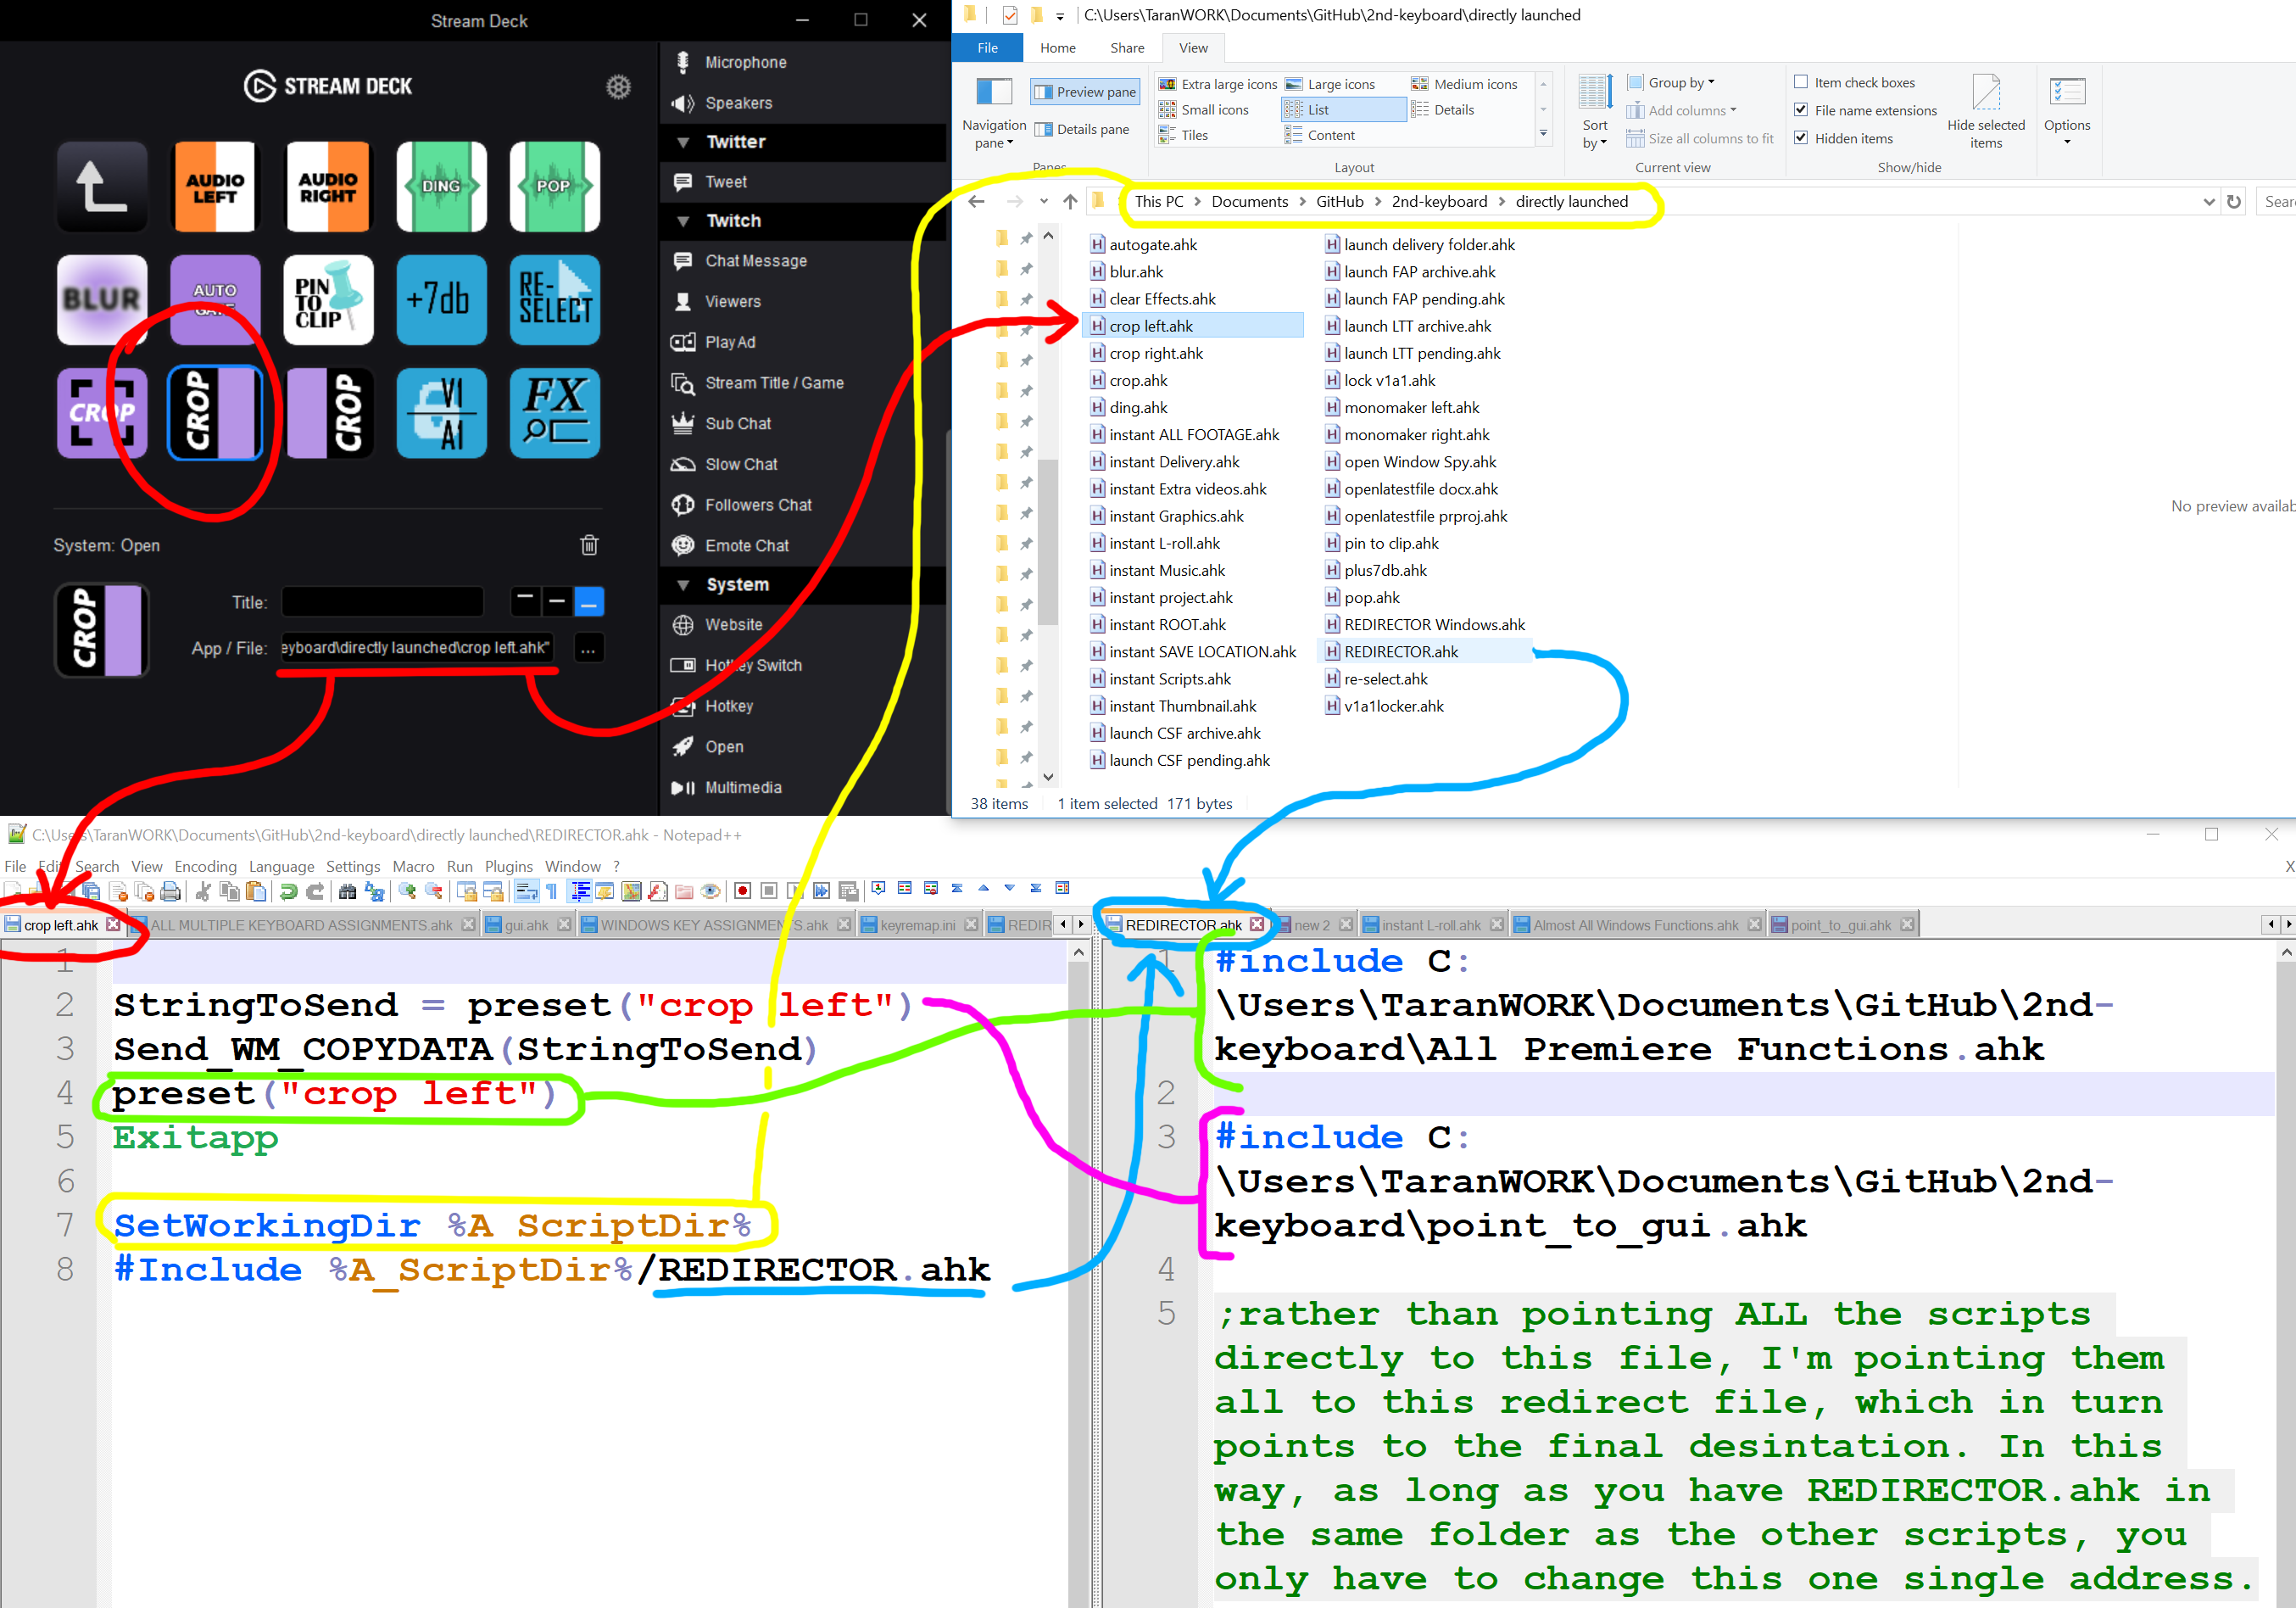 Stream Deck
STREAM DECK
AUDIO LEFT
AUDIO RIGHT
DING
POP
BLUR
AUTO
PIN TO CLIP
+7db
RE-SELECT
CROP
CROP
CROP
V1
A1
FX
System: Open
CROP
Title:
App / File:
eyboard\directly launched\crop left.ahk"
...
Microphone
Speakers
Twitter
Tweet
Twitch
Chat Message
Viewers
Play Ad
Stream Title / Game
Sub Chat
Slow Chat
Followers Chat
Emote Chat
System
Website
Hotkey Switch
Hotkey
Open
Multimedia
C:\Users\TaranWORK\Documents\GitHub\2nd-keyboard\directly launched
File Home Share View
Navigation pane
Preview pane
Details pane
Panes
Extra large icons Large icons Medium icons
Small icons List Details
Tiles Content
Layout
Sort by
Group by
Add columns
Size all columns to fit
Current view
Item check boxes
File name extensions
Hidden items
Hide selected items
Show/hide
Options
This PC > Documents > GitHub > 2nd-keyboard > directly launched
Sear
autogate.ahk
blur.ahk
clear Effects.ahk
crop left.ahk
crop right.ahk
crop.ahk
ding.ahk
instant ALL FOOTAGE.ahk
instant Delivery.ahk
instant Extra videos.ahk
instant Graphics.ahk
instant L-roll.ahk
instant Music.ahk
instant project.ahk
instant ROOT.ahk
instant SAVE LOCATION.ahk
instant Scripts.ahk
instant Thumbnail.ahk
launch CSF archive.ahk
launch CSF pending.ahk
launch delivery folder.ahk
launch FAP archive.ahk
launch FAP pending.ahk
launch LTT archive.ahk
launch LTT pending.ahk
lock v1a1.ahk
monomaker left.ahk
monomaker right.ahk
open Window Spy.ahk
openlatestfile docx.ahk
openlatestfile prproj.ahk
pin to clip.ahk
plus7db.ahk
pop.ahk
REDIRECTOR Windows.ahk
REDIRECTOR.ahk
re-select.ahk
v1a1locker.ahk
No preview availab
38 items 1 item selected 171 bytes
C:\Users\TaranWORK\Documents\GitHub\2nd-keyboard\directly launched\REDIRECTOR.ahk - Notepad++
File Edit Search View Encoding Language Settings Macro Run Plugins Window ?
X
crop left.ahk ALL MULTIPLE KEYBOARD ASSIGNMENTS.ahk gui.ahk WINDOWS KEY ASSIGNMENTS.ahk keyremap.ini REDIR
1
2 StringToSend = preset("crop left")
3 Send_WM_COPYDATA(StringToSend)
4 preset("crop left")
5 Exitapp
6
7 SetWorkingDir %A_ScriptDir%
8 #Include %A_ScriptDir%/REDIRECTOR.ahk
REDIRECTOR.ahk new 2 instant L-roll.ahk Almost All Windows Functions.ahk point_to_gui.ahk
1 #include C:
\Users\TaranWORK\Documents\GitHub\2nd-
keyboard\All Premiere Functions.ahk
2
3 #include C:
\Users\TaranWORK\Documents\GitHub\2nd-
keyboard\point_to_gui.ahk
4
5 ;rather than pointing ALL the scripts
directly to this file, I'm pointing them
all to this redirect file, which in turn
points to the final desintation. In this
way, as long as you have REDIRECTOR.ahk in
the same folder as the other scripts, you
only have to change this one single address.